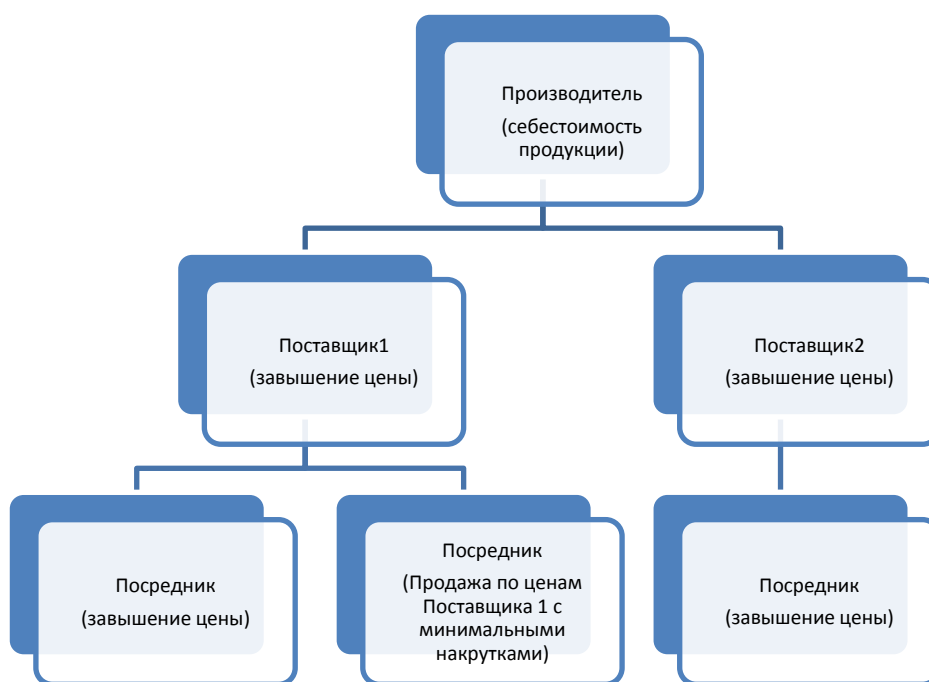 Производитель
(себестоимость
продукции)
Поставщик1
(завышение цены)
Поставщик2
(завышение цены)
Посредник
(завышение цены)
Посредник
(Продажа по ценам
Поставщика 1 с
минимальными
накрутками)
Посредник
(завышение цены)